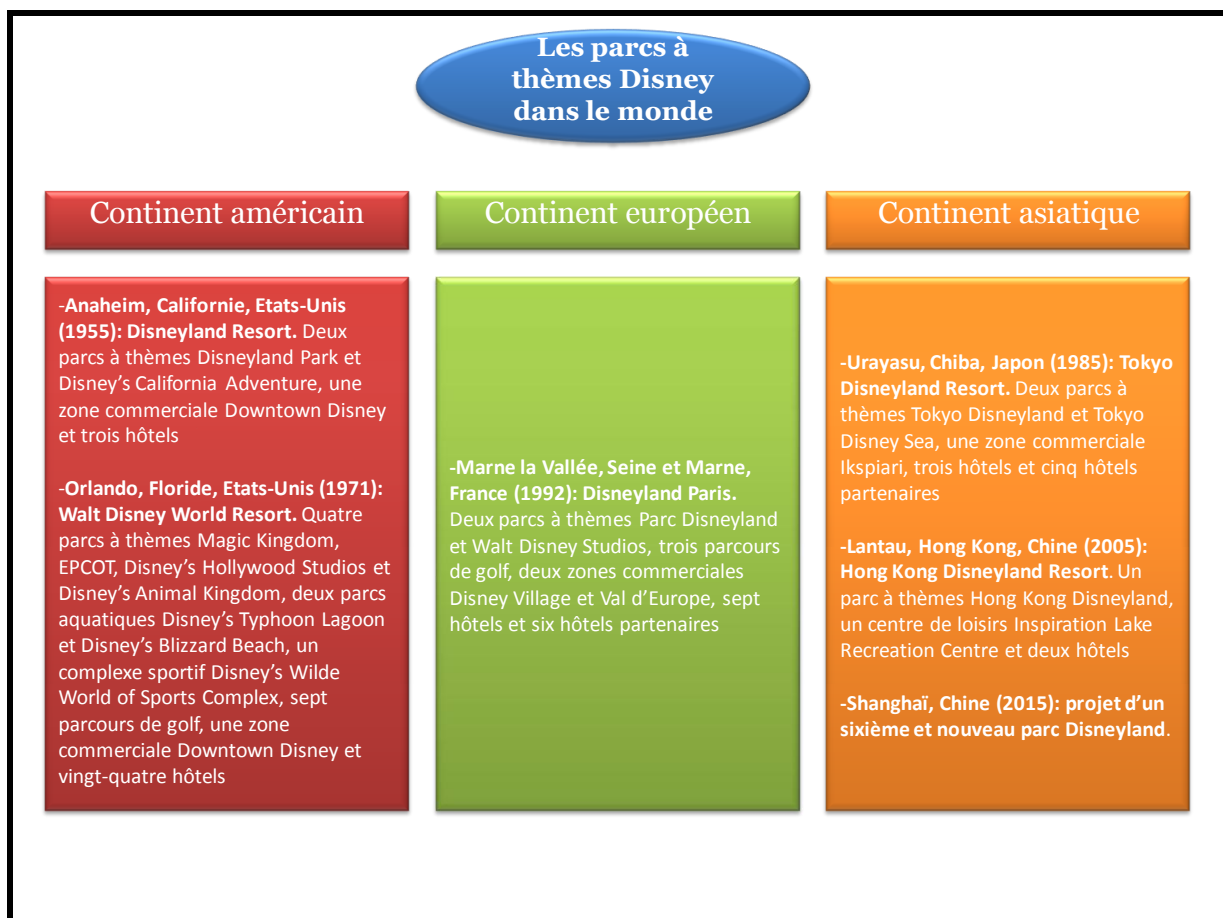 Les parcs à
thèmes Disney
dans le monde
Continent américain
-Anaheim, Californie, Etats-Unis
(1955): Disneyland Resort. Deux
parcs à thèmes Disneyland Park et
Disney’s California Adventure, une
zone commerciale Downtown Disney
et trois hôtels
-Orlando, Floride, Etats-Unis (1971):
Walt Disney World Resort. Quatre
parcs à thèmes Magic Kingdom,
EPCOT, Disney’s Hollywood Studios et
Disney’s Animal Kingdom, deux parcs
aquatiques Disney’s Typhoon Lagoon
et Disney’s Blizzard Beach, un
complexe sportif Disney’s Wilde
World of Sports Complex, sept
parcours de golf, une zone
commerciale Downtown Disney et
vingt-quatre hôtels
Continent européen
-Marne la Vallée, Seine et Marne,
France (1992): Disneyland Paris.
Deux parcs à thèmes Parc Disneyland
et Walt Disney Studios, trois parcours
de golf, deux zones commerciales
Disney Village et Val d’Europe, sept
hôtels et six hôtels partenaires
Continent asiatique
-Urayasu, Chiba, Japon (1985): Tokyo
Disneyland Resort. Deux parcs à
thèmes Tokyo Disneyland et Tokyo
Disney Sea, une zone commerciale
Ikspiari, trois hôtels et cinq hôtels
partenaires
-Lantau, Hong Kong, Chine (2005):
Hong Kong Disneyland Resort. Un
parc à thèmes Hong Kong Disneyland,
un centre de loisirs Inspiration Lake
Recreation Centre et deux hôtels
-Shanghaï, Chine (2015): projet d’un
sixième et nouveau parc Disneyland.